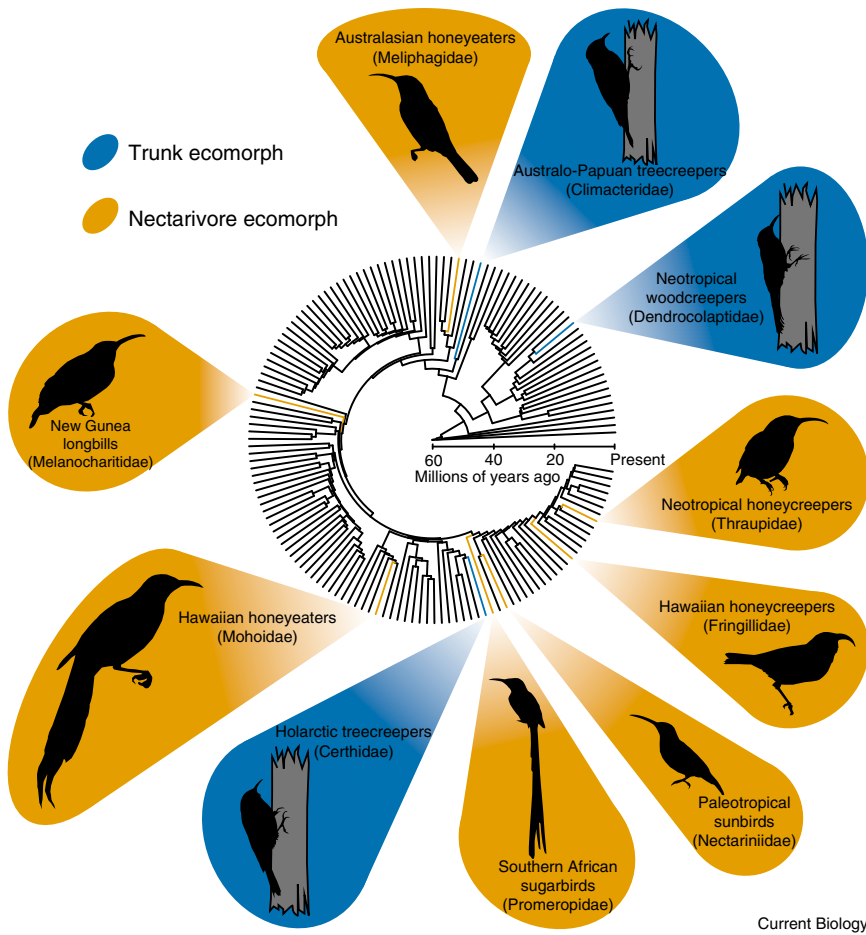 Australasian honeyeaters
(Meliphagidae)
Trunk ecomorph
Nectarivore ecomorph
Australo-Papuan treecreepers
(Climacteridae)
Neotropical
woodcreepers
(Dendrocolaptidae)
New Gunea
longbills
(Melanocharitidae)
60 40 20 Present
Millions of years ago
Neotropical honeycreepers
(Thraupidae)
Hawaiian honeyeaters
(Mohoidae)
Hawaiian honeycreepers
(Fringillidae)
Holarctic treecreepers
(Certhidae)
Paleotropical
sunbirds
(Nectariniidae)
Southern African
sugarbirds
(Promeropidae)
Current Biology